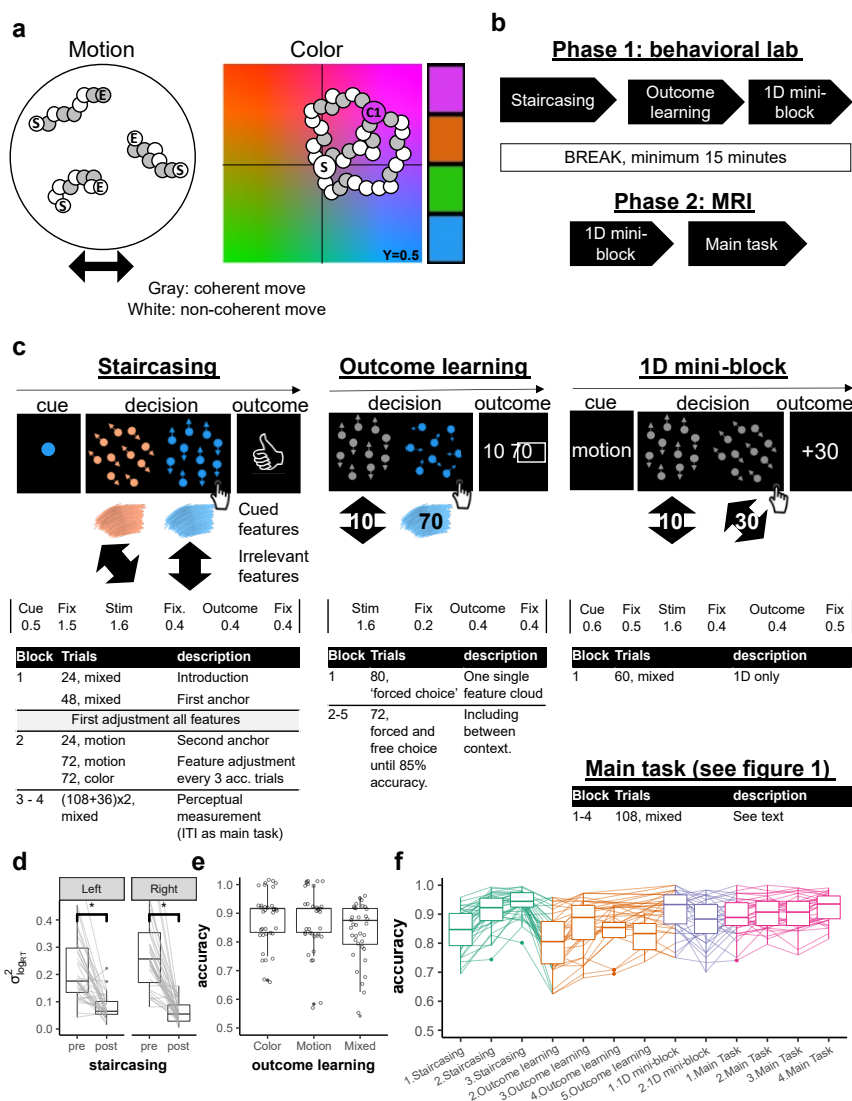 a
Motion
Color
S
E
E
S
E
S
C1
S
Y=0.5
Gray: coherent move
White: non-coherent move
b
Phase 1: behavioral lab
Staircasing
Outcome
learning
1D mini-
block
BREAK, minimum 15 minutes
Phase 2: MRI
1D mini-
block
Main task
c
Staircasing
cue
decision
outcome
Cued
features
Irrelevant
features
Cue Fix Stim Fix. Outcome Fix
0.5 1.5 1.6 0.4 0.4 0.4
Block Trials description
1 24, mixed Introduction
48, mixed First anchor
First adjustment all features
2 24, motion Second anchor
72, motion Feature adjustment
72, color every 3 acc. trials
3 - 4 (108+36)x2, Perceptual
mixed measurement
(ITI as main task)
Outcome learning
decision
outcome
10 70
10
70
Stim Fix Outcome Fix
1.6 0.2 0.4 0.4
Block Trials description
1 80, One single
‘forced choice’ feature cloud
2-5 72, Including
forced and between
free choice context.
until 85%
accuracy.
1D mini-block
cue
decision
outcome
motion
+30
10
30
Cue Fix Stim Fix Outcome Fix
0.6 0.5 1.6 0.4 0.4 0.5
Block Trials description
1 60, mixed 1D only
Main task (see figure 1)
Block Trials description
1-4 108, mixed See text
d
Left
Right
*
*
σ²logRT
0.4
0.3
0.2
0.1
0.0
pre post pre post
staircasing
e
accuracy
1.0
0.9
0.8
0.7
0.6
0.5
Color Motion Mixed
outcome learning
f
accuracy
1.0
0.9
0.8
0.7
0.6
0.5
1.Staircasing
2.Staircasing
3.Staircasing
2.Outcome learning
3.Outcome learning
4.Outcome learning
5.Outcome learning
1.1D mini-block
2.1D mini-block
1.Main Task
2.Main Task
3.Main Task
4.Main Task